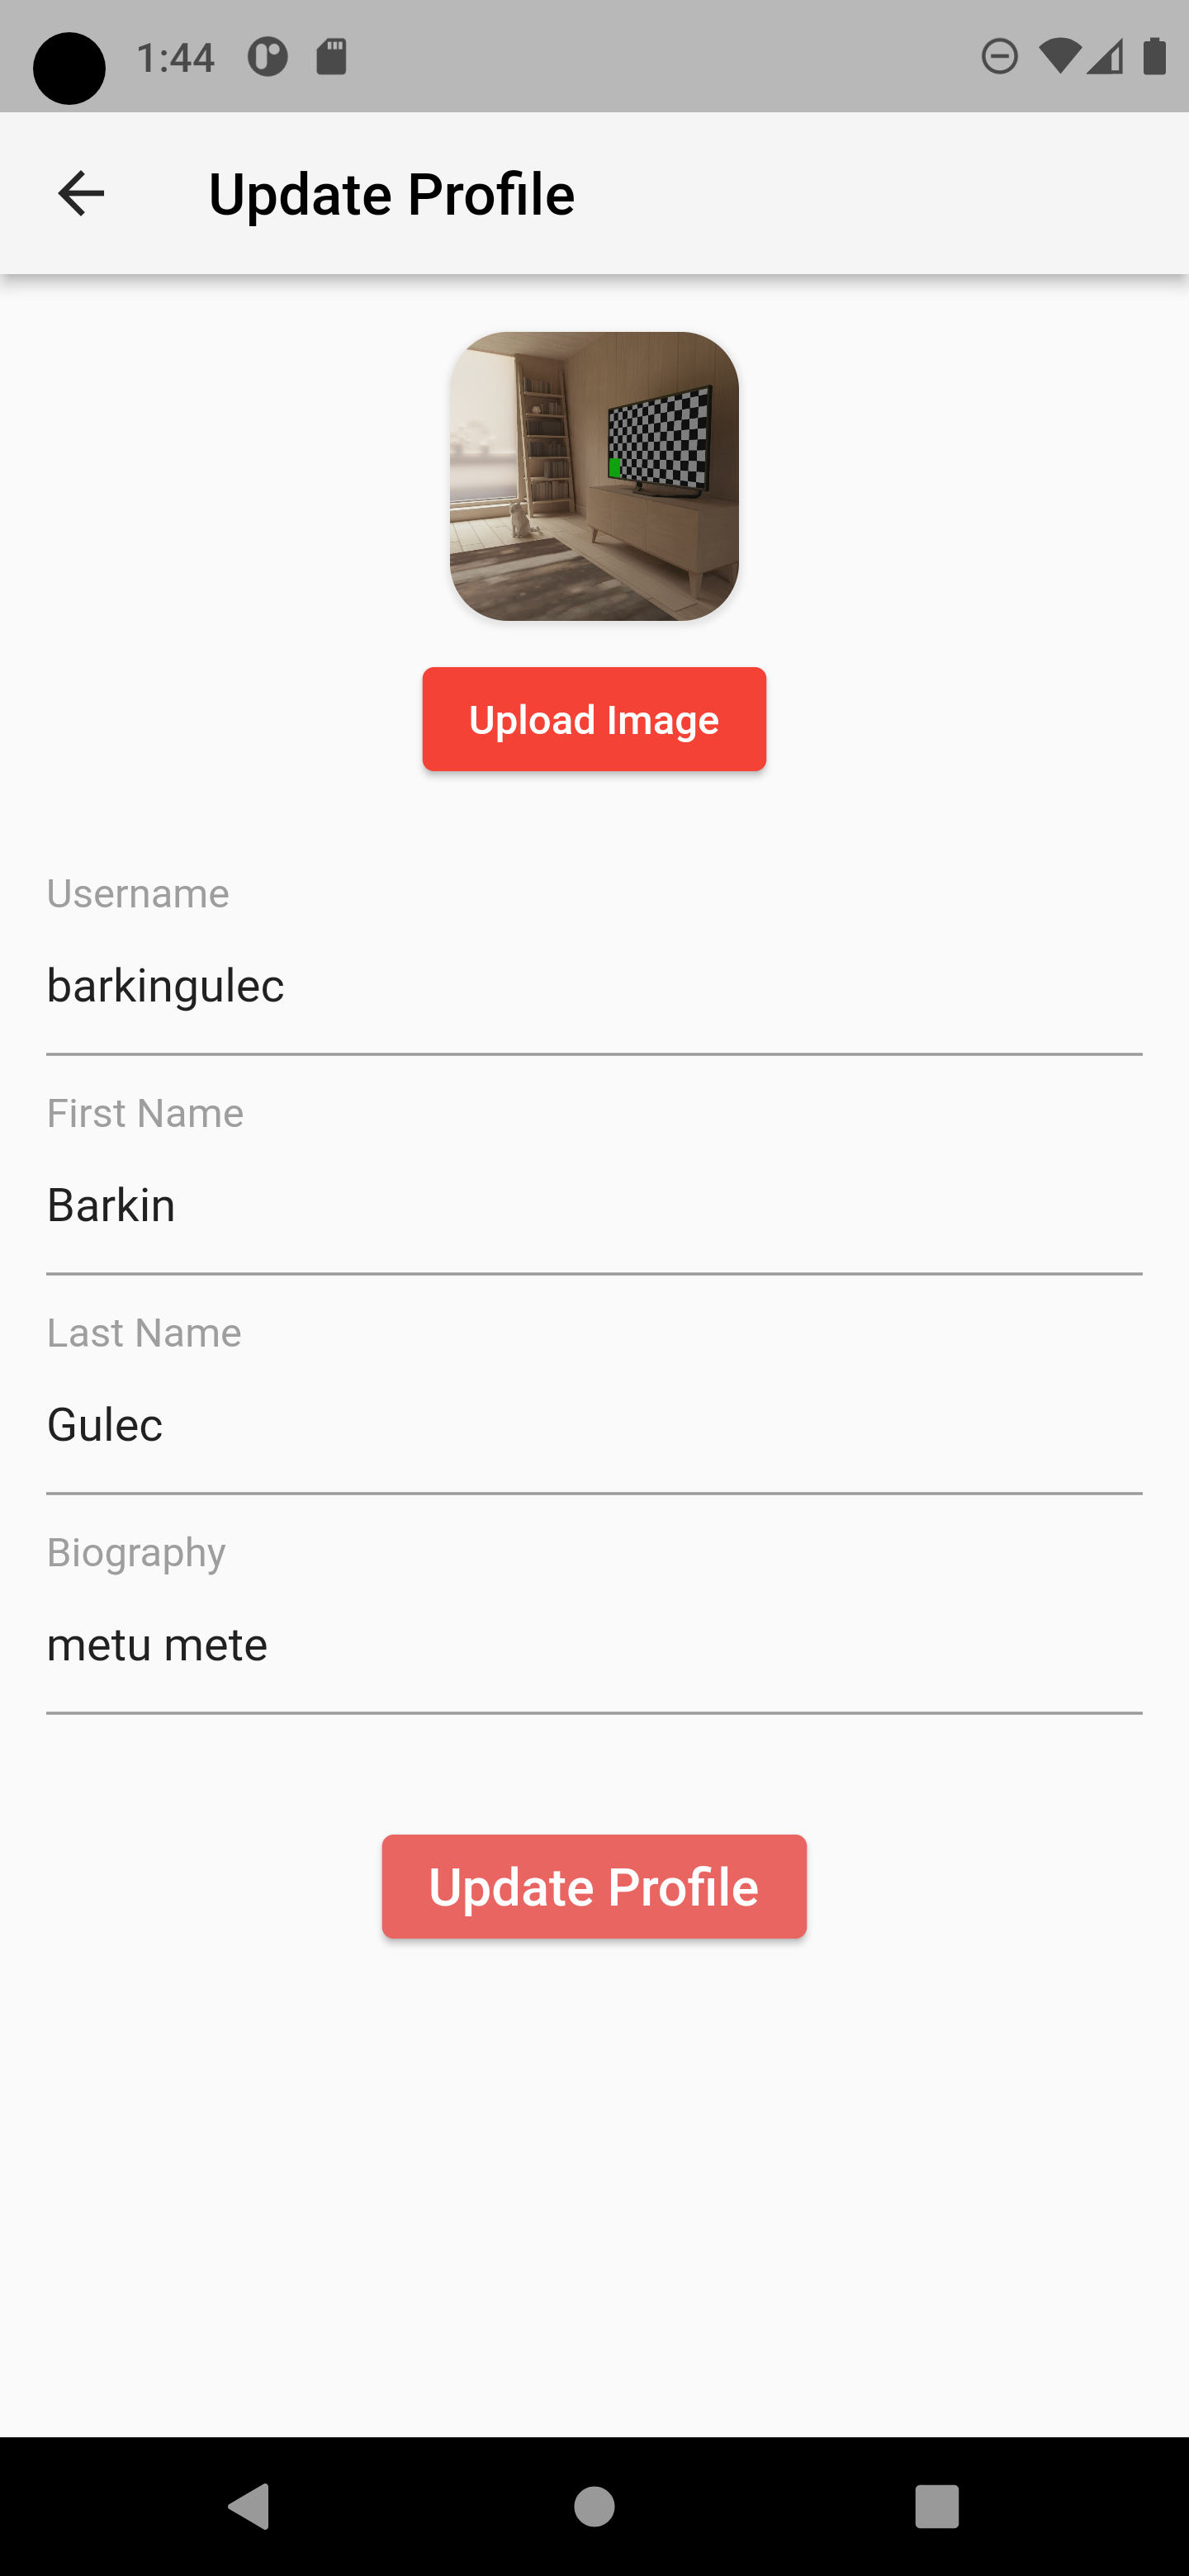 1:44
Update Profile
Upload Image
Username
barkingulec
First Name
Barkin
Last Name
Gulec
Biography
metu mete
Update Profile